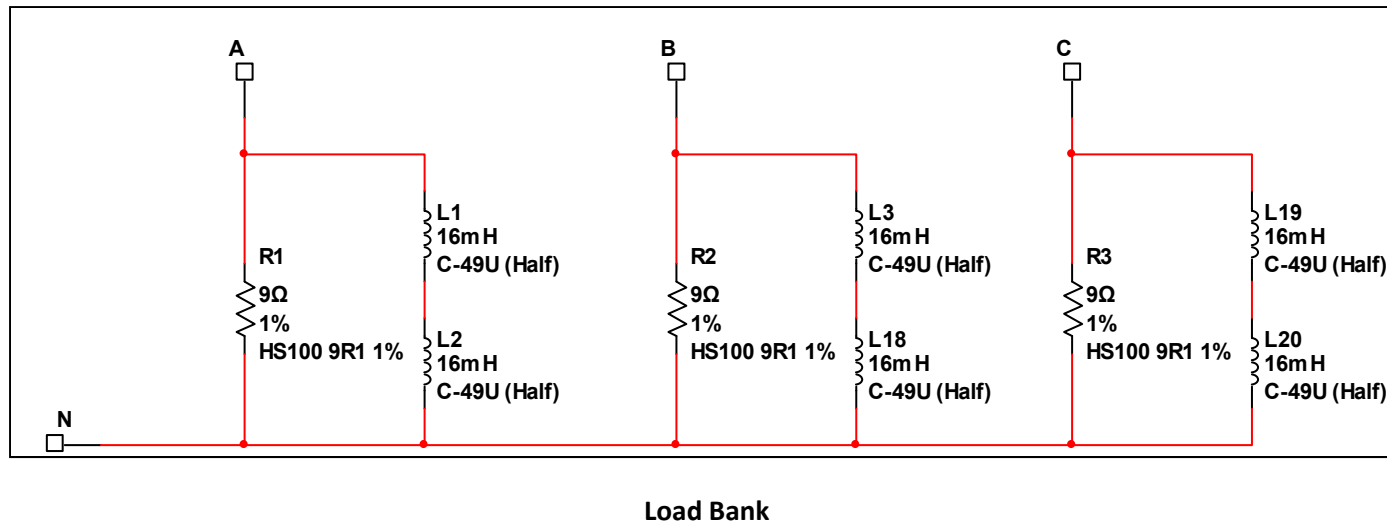 A
B
C
L1
16mH
C-49U (Half)
L3
16mH
C-49U (Half)
L19
16mH
C-49U (Half)
R1
9Ω
1%
HS100 9R1 1%
R2
9Ω
1%
HS100 9R1 1%
R3
9Ω
1%
HS100 9R1 1%
L2
16mH
C-49U (Half)
L18
16mH
C-49U (Half)
L20
16mH
C-49U (Half)
N
Load Bank